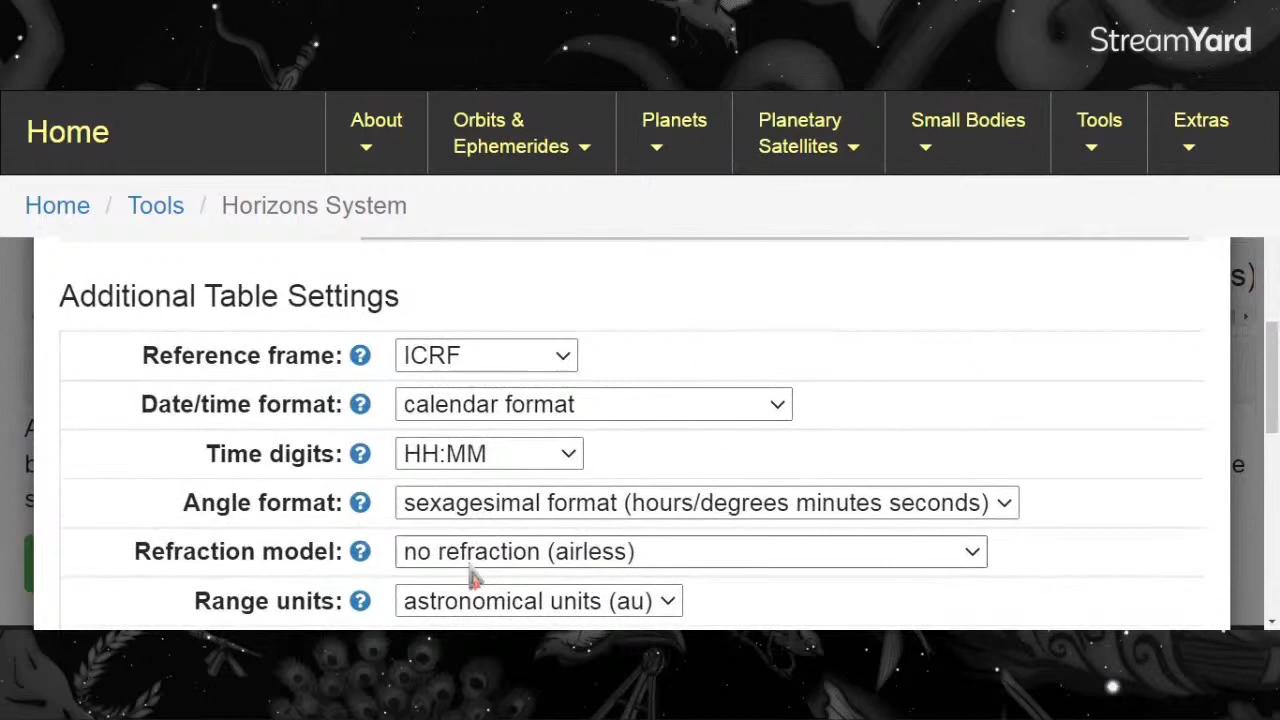 StreamYard
Home
About
Orbits &
Ephemerides
Planets
Planetary
Satellites
Small Bodies
Tools
Extras
Home / Tools / Horizons System
s)
Additional Table Settings
Reference frame: ? ICRF
Date/time format: ? calendar format
Time digits: ? HH:MM
Angle format: ? sexagesimal format (hours/degrees minutes seconds)
Refraction model: ? no refraction (airless)
Range units: ? astronomical units (au)